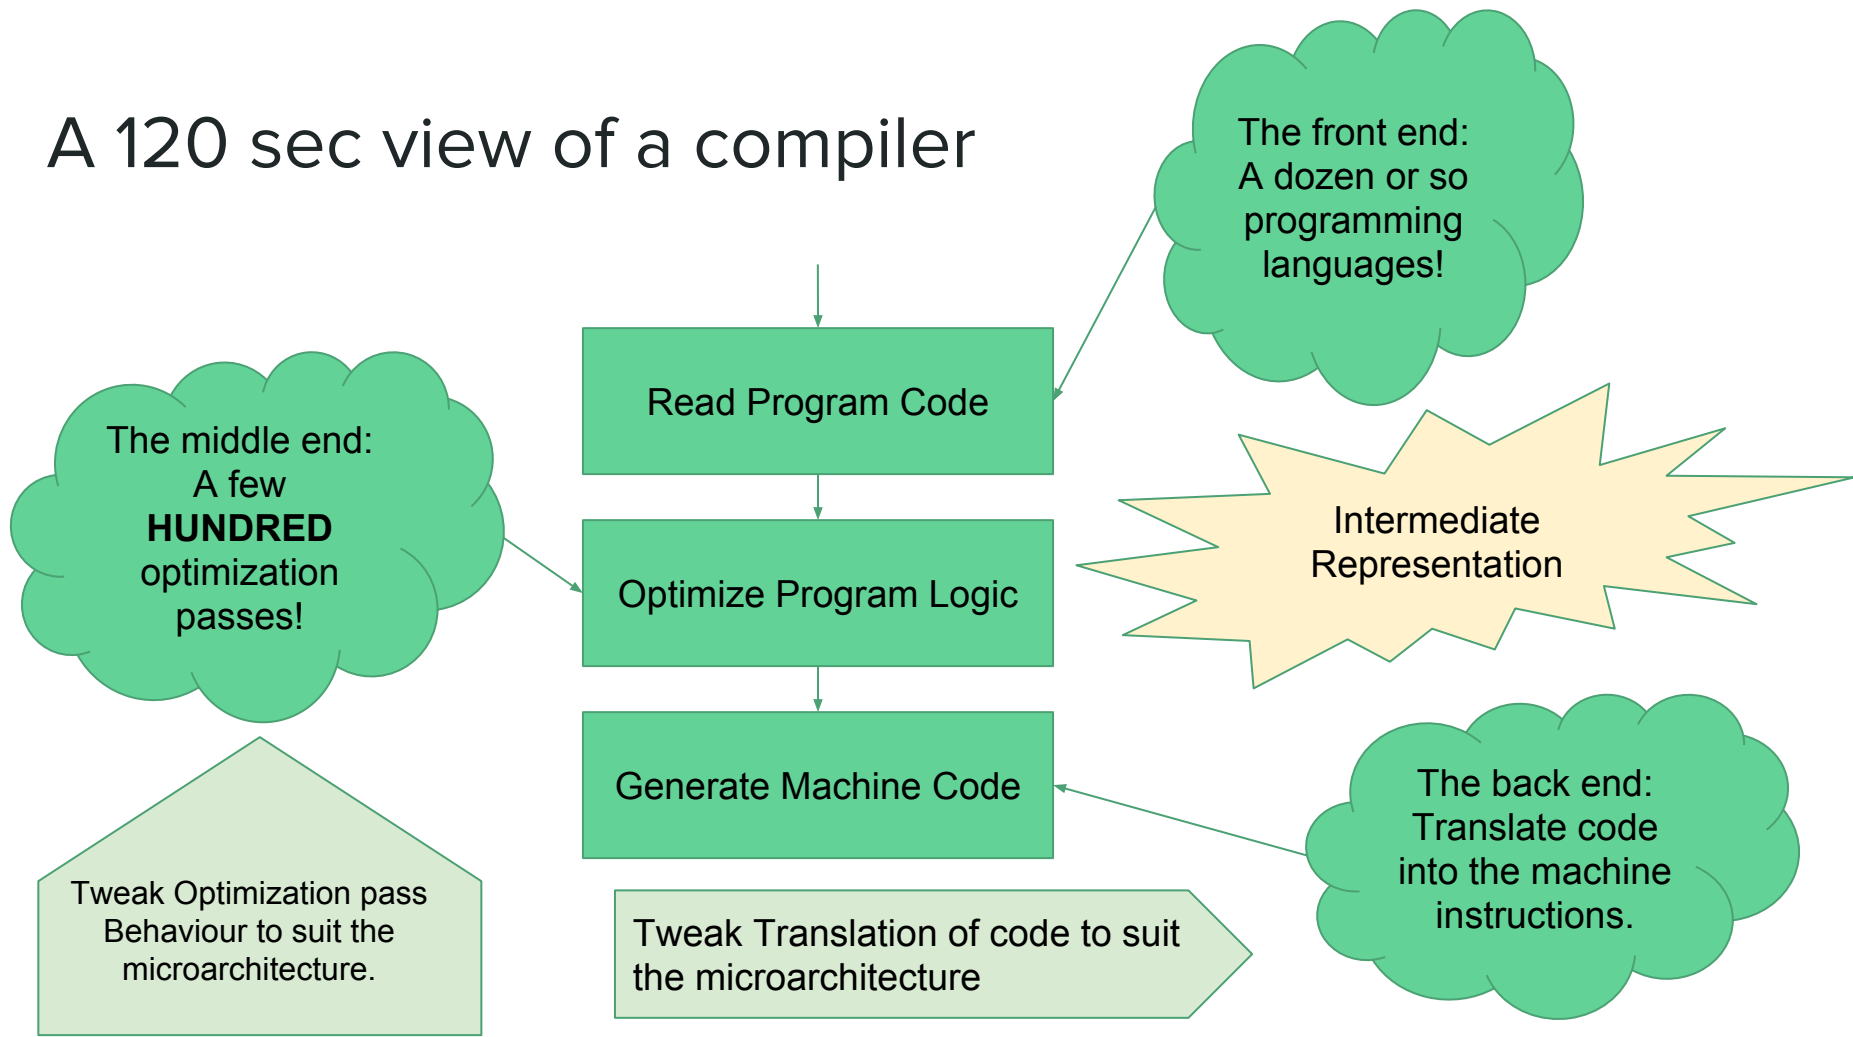 A 120 sec view of a compiler
The front end:
A dozen or so
programming
languages!
Read Program Code
The middle end:
A few
HUNDRED
optimization
passes!
Intermediate
Representation
Optimize Program Logic
Generate Machine Code
The back end:
Translate code
into the machine
instructions.
Tweak Optimization pass
Behaviour to suit the
microarchitecture.
Tweak Translation of code to suit
the microarchitecture